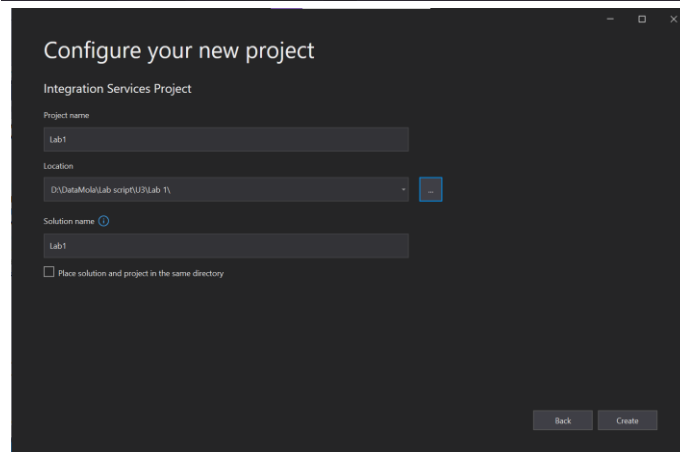 Configure your new project
Integration Services Project
Project name
Lab1
Location
D:\DataMola\Lab script\U3\Lab 1\
...
Solution name
Lab1
Place solution and project in the same directory
Back
Create